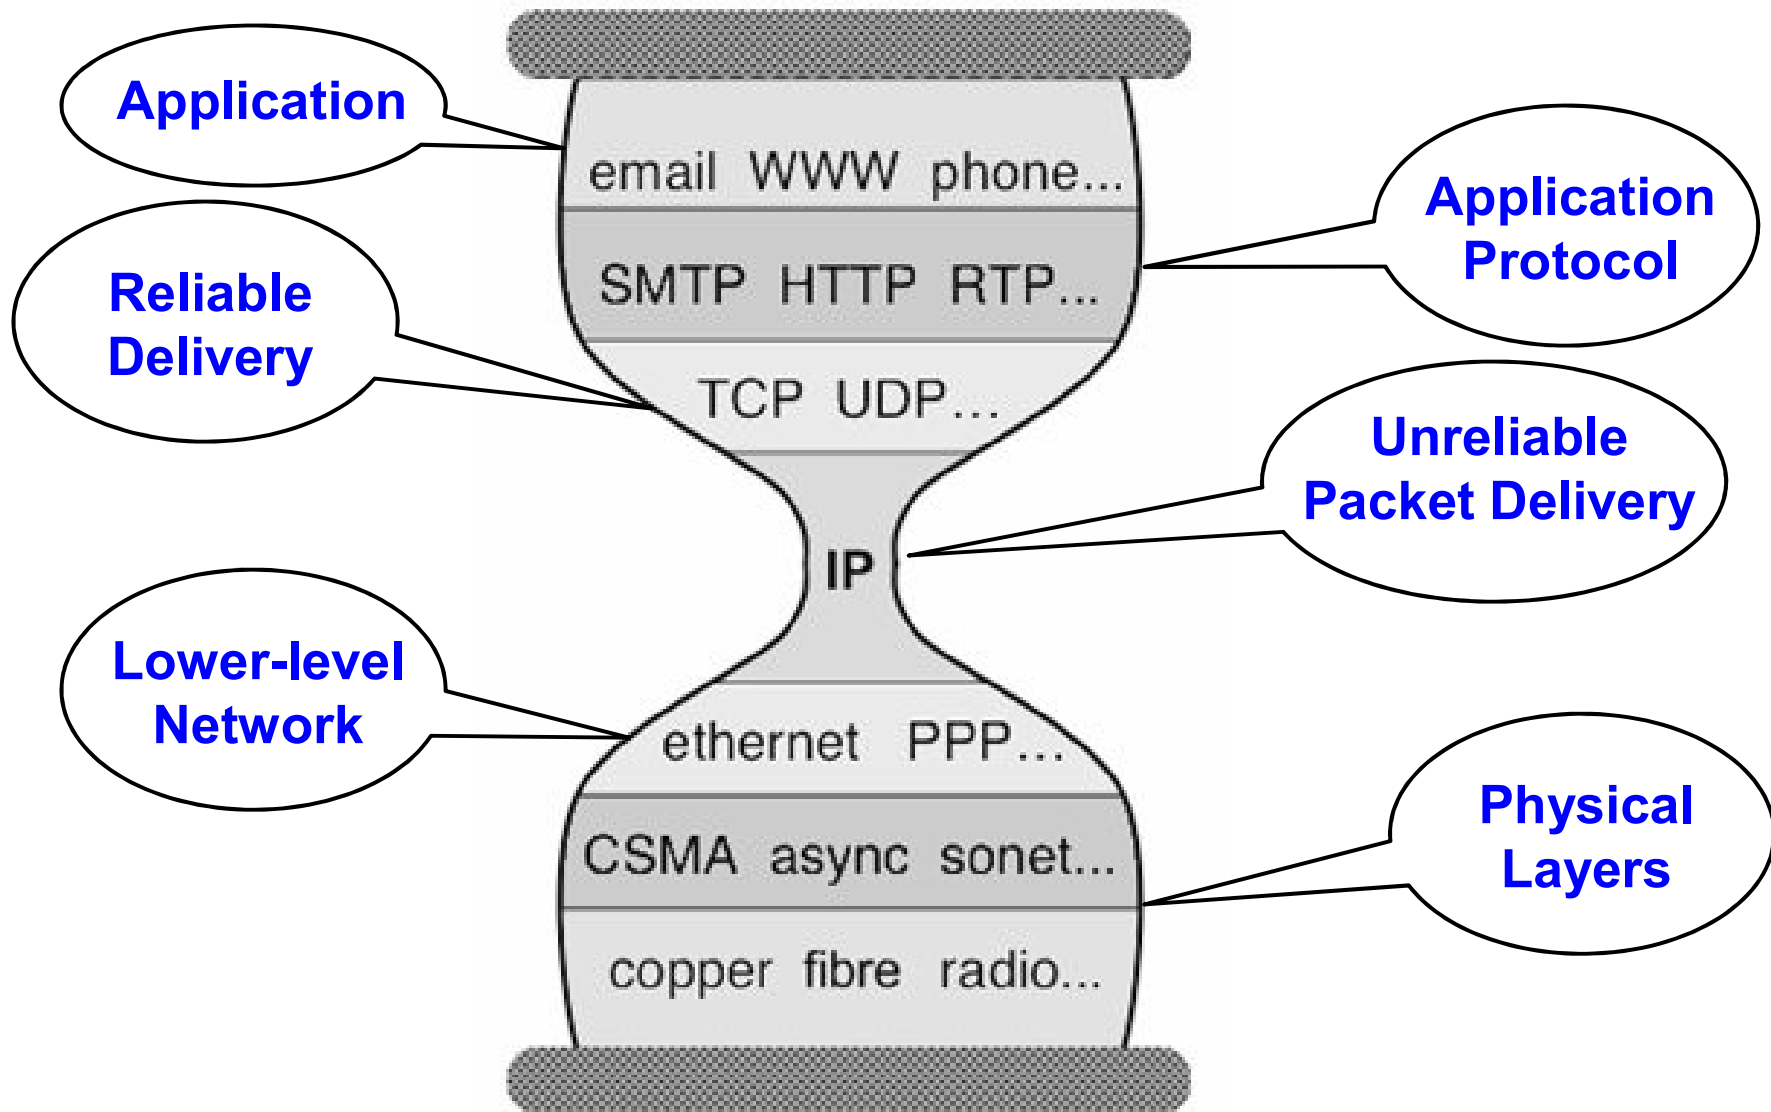 Application
email WWW phone...
Application
Protocol
SMTP HTTP RTP...
Reliable
Delivery
TCP UDP...
Unreliable
Packet Delivery
IP
Lower-level
Network
ethernet PPP...
Physical
Layers
CSMA async sonet...
copper fibre radio...